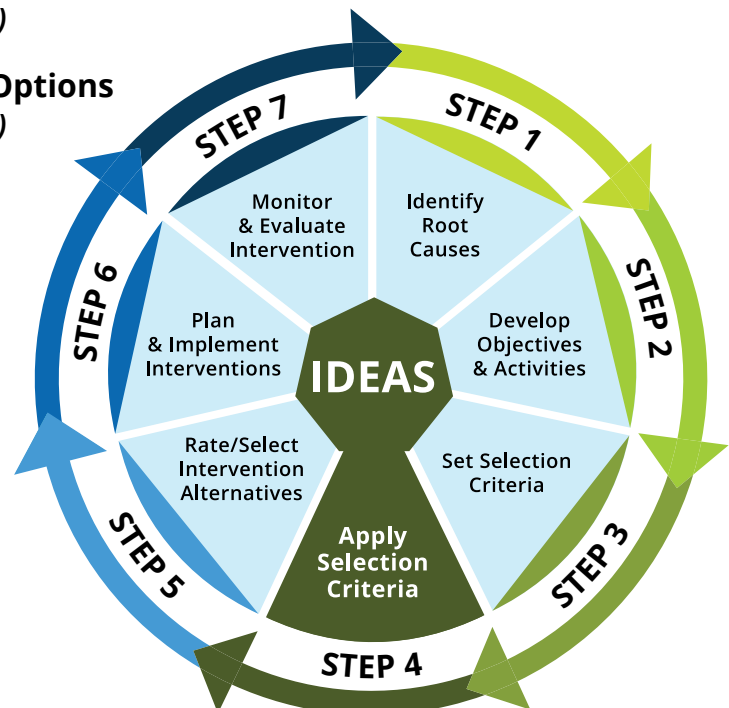 )
Options
)
STEP 1
Identify
Root
Causes
STEP 2
Develop
Objectives
& Activities
STEP 3
Set Selection
Criteria
STEP 4
Apply
Selection
Criteria
STEP 5
Rate/Select
Intervention
Alternatives
STEP 6
Plan
& Implement
Interventions
STEP 7
Monitor
& Evaluate
Intervention
IDEAS